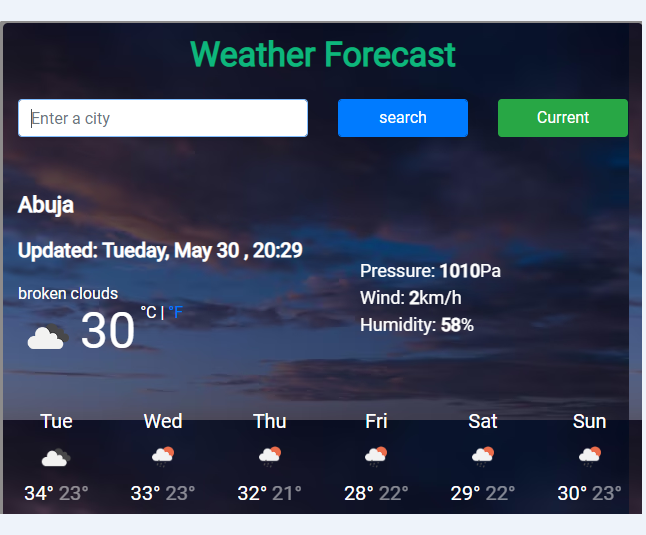 Weather Forecast
Enter a city
search
Current
Abuja
Updated: Tueday, May 30 , 20:29
broken clouds
30 °C | °F
Pressure: 1010Pa
Wind: 2km/h
Humidity: 58%
Tue Wed Thu Fri Sat Sun
34° 23° 33° 23° 32° 21° 28° 22° 29° 22° 30° 23°